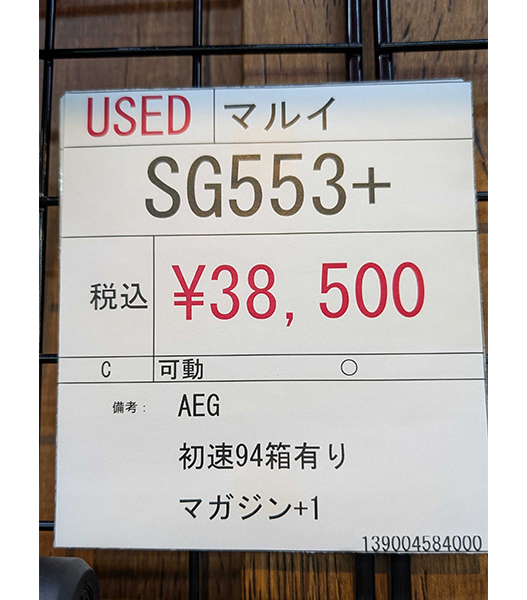 USED マルイ
SG553+
税込 ¥38,500
C 可動 ○
備考: AEG
初速94箱有り
マガジン+1
139004584000